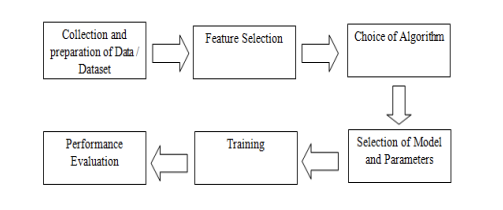 Collection and
preparation of Data /
Dataset
Feature Selection
Choice of Algorithm
Selection of Model
and Parameters
Training
Performance
Evaluation